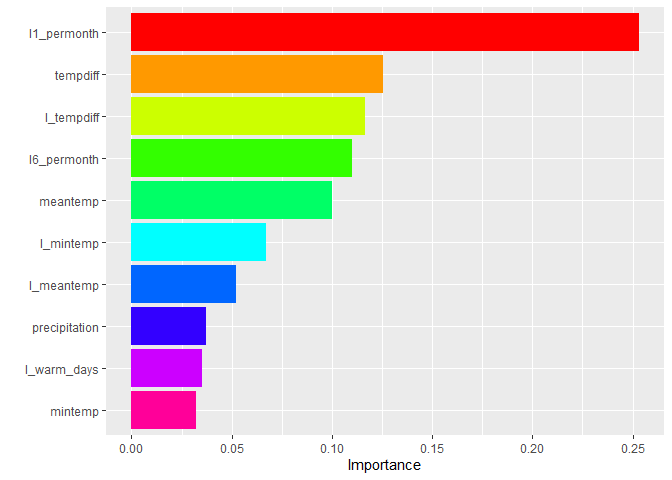 l1_permonth
tempdiff
l_tempdiff
l6_permonth
meantemp
l_mintemp
l_meantemp
precipitation
l_warm_days
mintemp
0.00 0.05 0.10 0.15 0.20 0.25
Importance